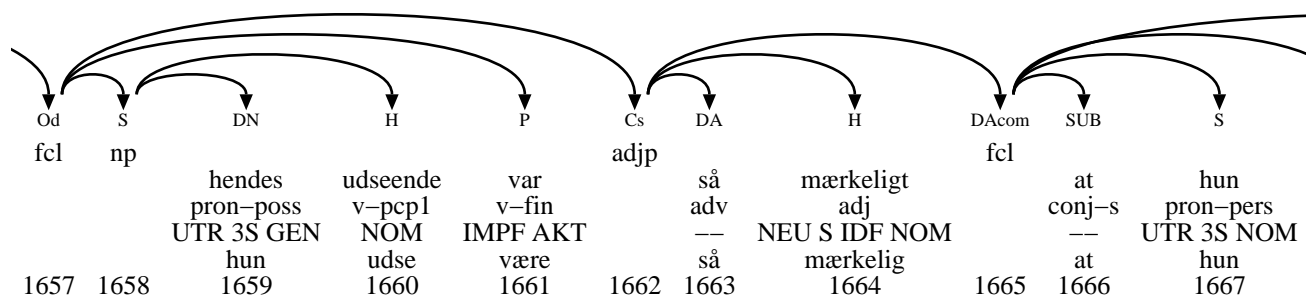 Od S DN H P Cs DA H DAcom SUB S
fcl np adjp fcl
hendes udseende var så mærkeligt at hun
pron−poss v−pcp1 v−fin adv adj conj−s pron−pers
UTR 3S GEN NOM IMPF AKT −− NEU S IDF NOM −− UTR 3S NOM
hun udse være så mærkelig at hun
1657 1658 1659 1660 1661 1662 1663 1664 1665 1666 1667